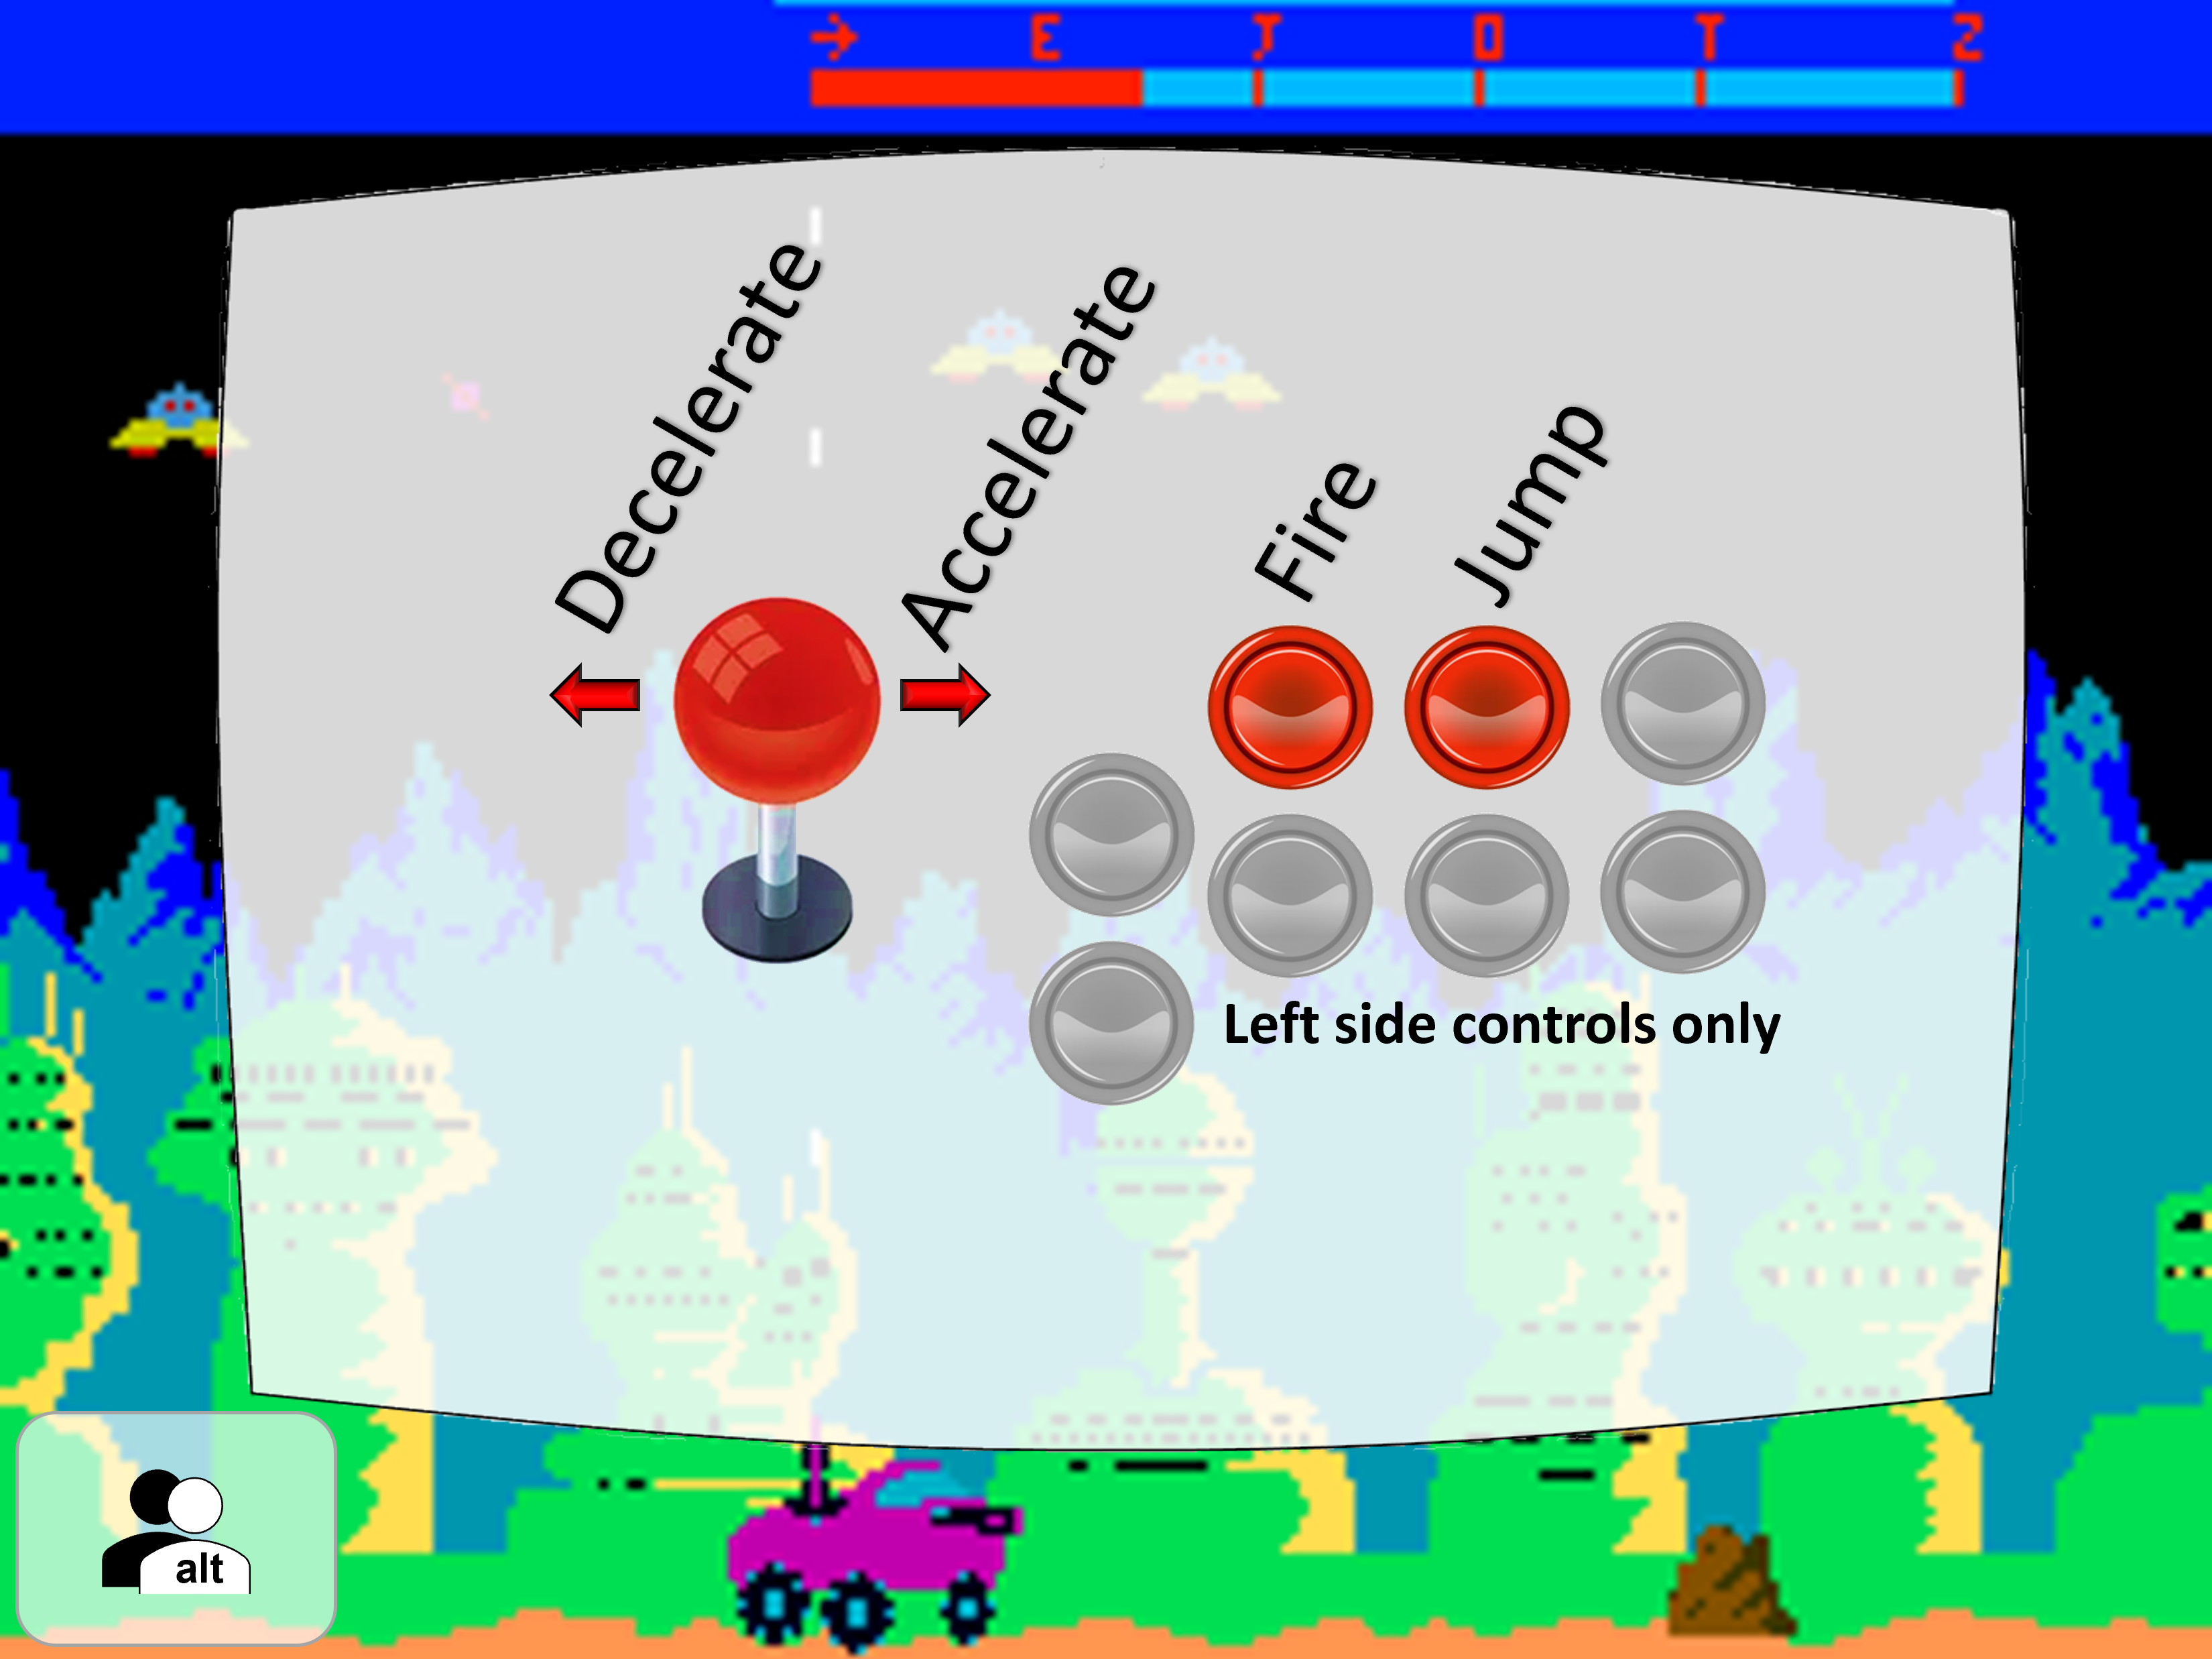 E J O T Z
Decelerate
Accelerate
Fire
Jump
Left side controls only
alt